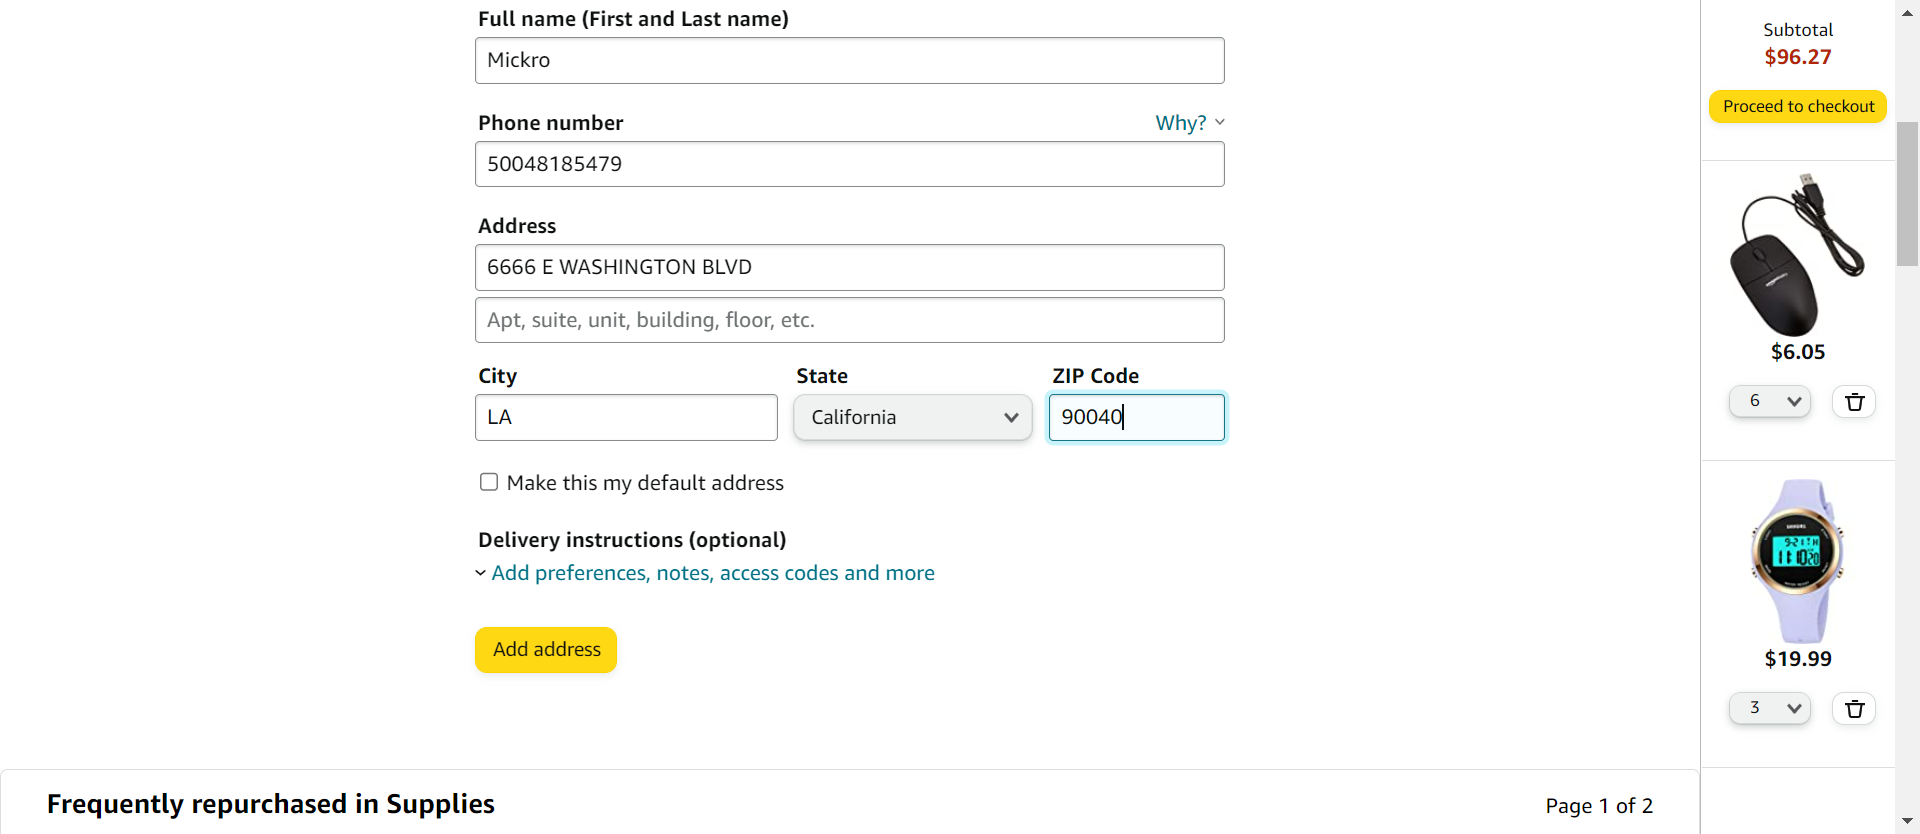 Full name (First and Last name)
Mickro
Phone number
Why?
50048185479
Address
6666 E WASHINGTON BLVD
Apt, suite, unit, building, floor, etc.
City
State
ZIP Code
LA
California
90040
Make this my default address
Delivery instructions (optional)
Add preferences, notes, access codes and more
Add address
Frequently repurchased in Supplies
Page 1 of 2
Subtotal
$96.27
Proceed to checkout
$6.05
6
$19.99
3